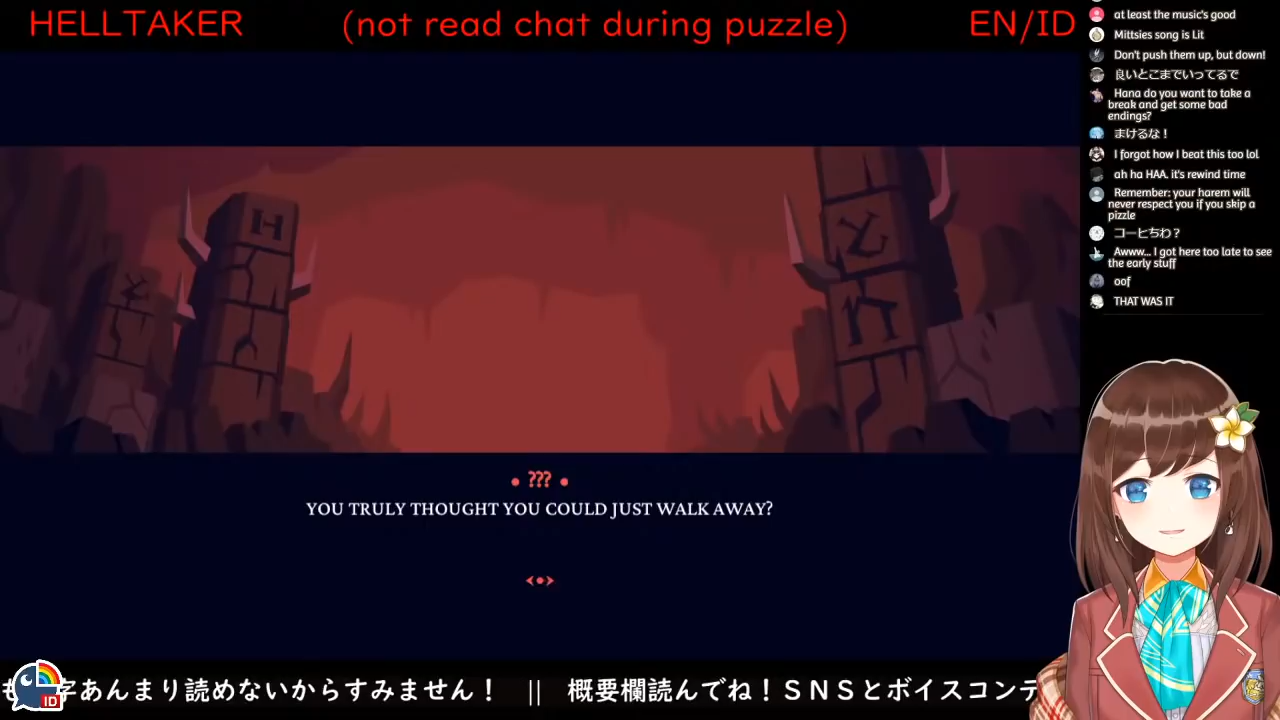 HELLTAKER
(not read chat during puzzle)
EN/ID
at least the music's good
Mittsies song is Lit
Don't push them up, but down!
良いとこまでいってるで
Hana do you want to take a
break and get some bad
endings?
まけるな！
I forgot how I beat this too lol
ah ha HAA. it's rewind time
Remember: your harem will
never respect you if you skip a
pizzle
コーヒちわ？
Awww... I got here too late to see
the early stuff
oof
THAT WAS IT
H
• ??? •
YOU TRULY THOUGHT YOU COULD JUST WALK AWAY?
字あんまり読めないからすみません！ || 概要欄読んでね！ＳＮＳとボイスコンテ
ID